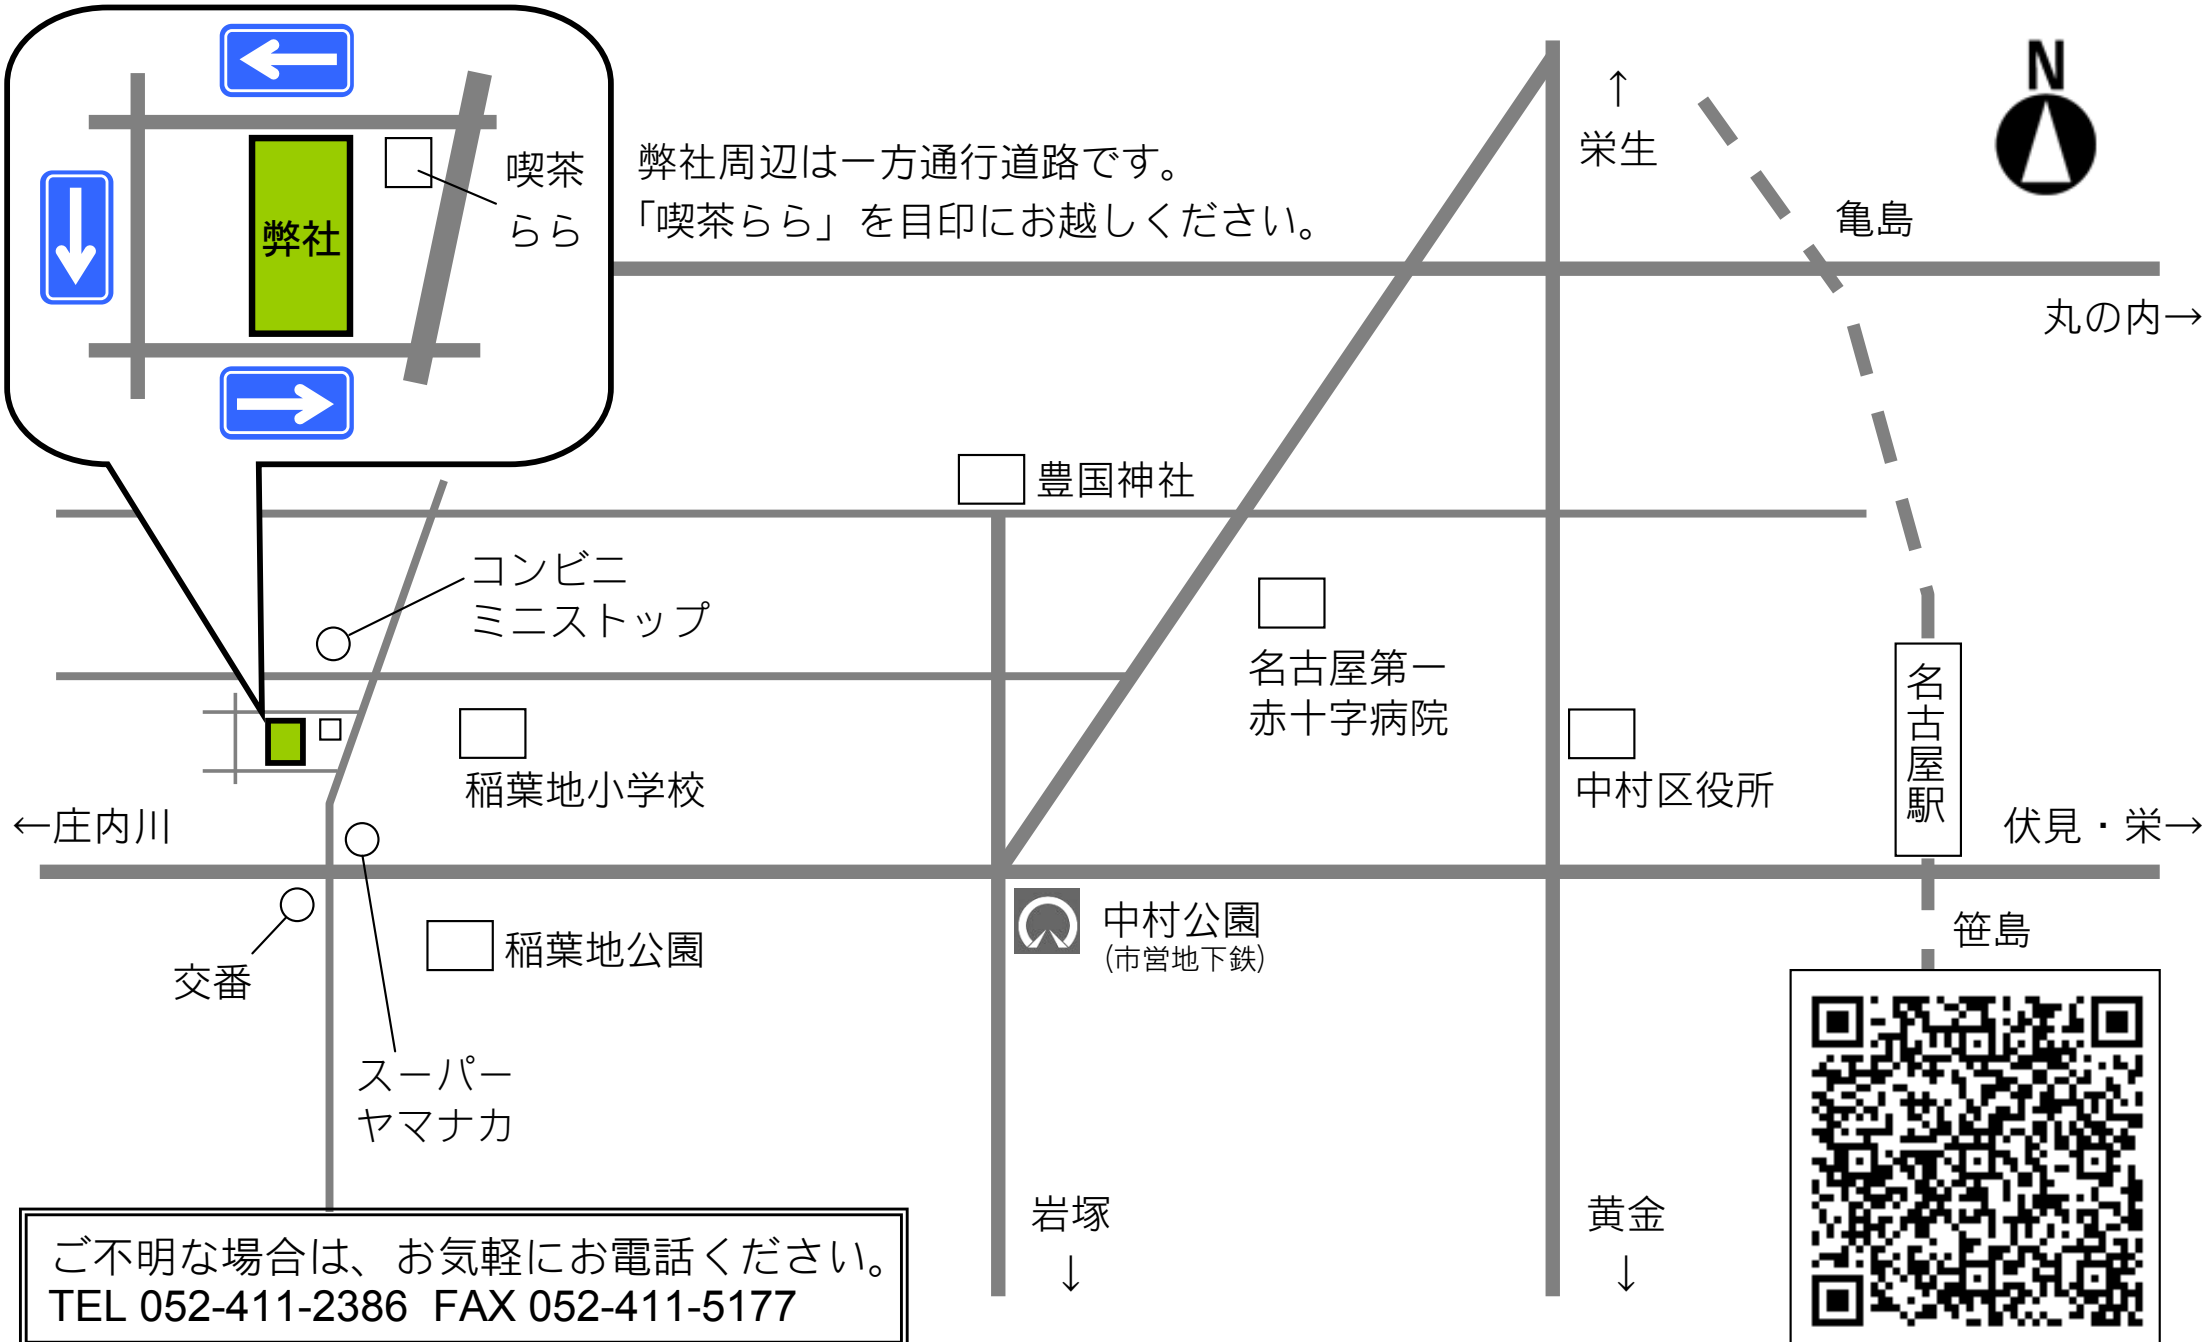 N
喫茶
らら
弊社
弊社周辺は一方通行道路です。
「喫茶らら」を目印にお越しください。
↑
栄生
亀島
丸の内→
豊国神社
コンビニ
ミニストップ
名古屋第一
赤十字病院
名古屋駅
稲葉地小学校
中村区役所
←庄内川
伏見・栄→
中村公園
(市営地下鉄)
笹島
稲葉地公園
交番
スーパー
ヤマナカ
岩塚
↓
黄金
↓
ご不明な場合は、お気軽にお電話ください。
TEL 052-411-2386 FAX 052-411-5177